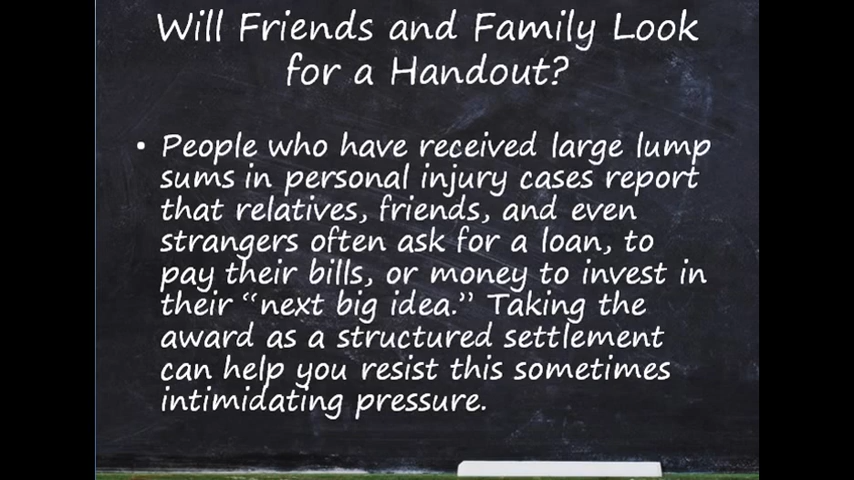 Will Friends and Family Look
for a Handout?
• People who have received large lump
sums in personal injury cases report
that relatives, friends, and even
strangers often ask for a loan, to
pay their bills, or money to invest in
their “next big idea.” Taking the
award as a structured settlement
can help you resist this sometimes
intimidating pressure.